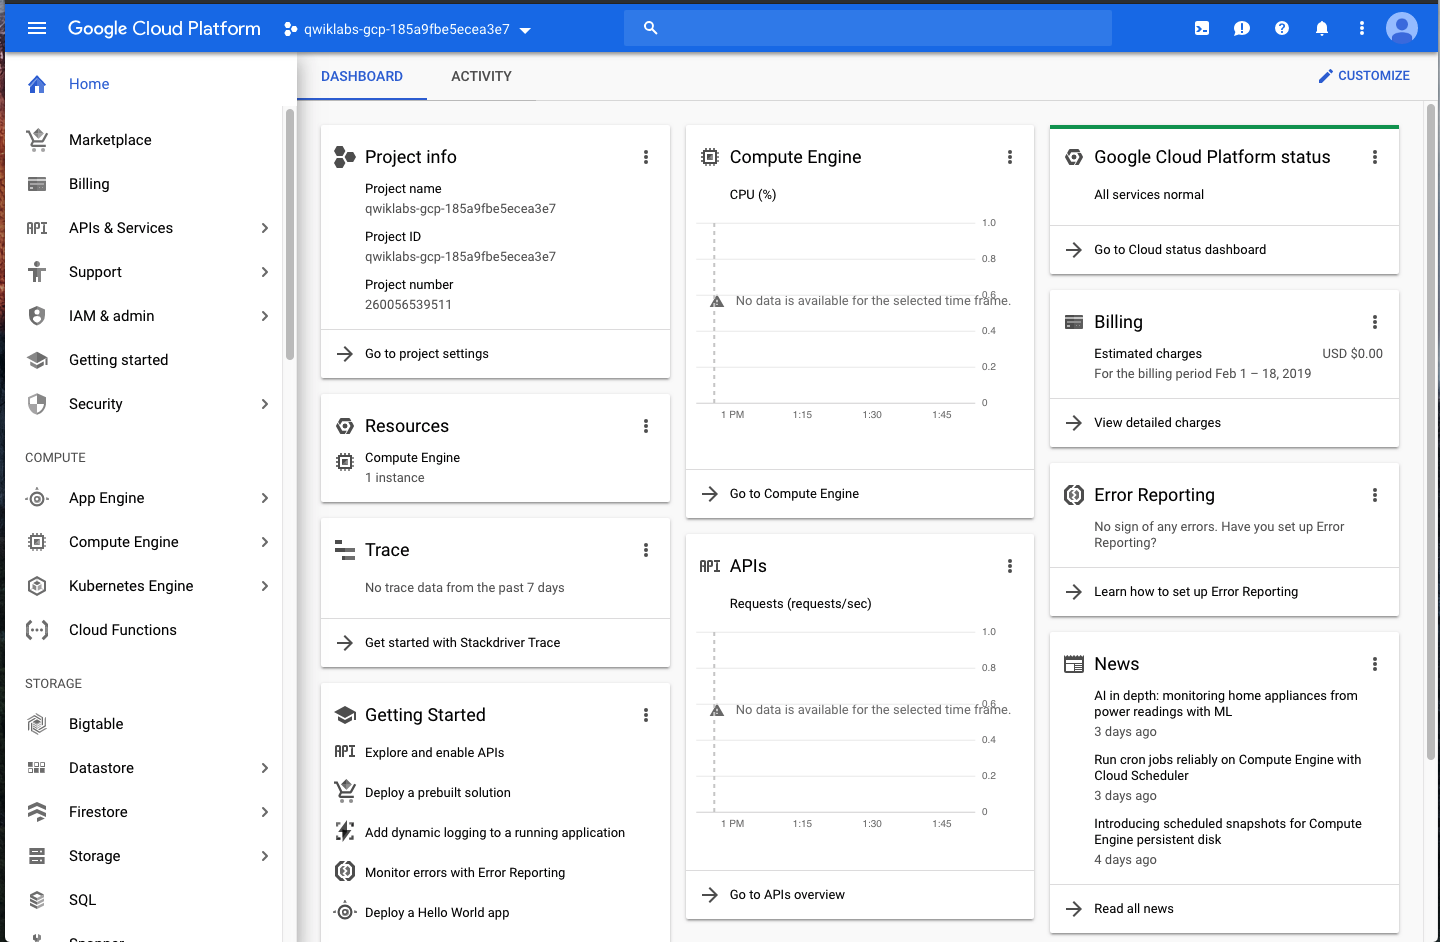 Google Cloud Platform
qwiklabs-gcp-185a9fbe5ecea3e7
Home
Marketplace
Billing
API
APIs & Services
Support
IAM & admin
Getting started
Security
COMPUTE
App Engine
Compute Engine
Kubernetes Engine
Cloud Functions
STORAGE
Bigtable
Datastore
Firestore
Storage
SQL
DASHBOARD
ACTIVITY
CUSTOMIZE
Project info
Project name
qwiklabs-gcp-185a9fbe5ecea3e7
Project ID
qwiklabs-gcp-185a9fbe5ecea3e7
Project number
260056539511
Go to project settings
Resources
Compute Engine
1 instance
Trace
No trace data from the past 7 days
Get started with Stackdriver Trace
Getting Started
API
Explore and enable APIs
Deploy a prebuilt solution
Add dynamic logging to a running application
Monitor errors with Error Reporting
Deploy a Hello World app
Compute Engine
CPU (%)
1.0
0.8
0.6
No data is available for the selected time frame.
0.4
0.2
0
1 PM 1:15 1:30 1:45
Go to Compute Engine
API
APIs
Requests (requests/sec)
1.0
0.8
0.6
No data is available for the selected time frame.
0.4
0.2
0
1 PM 1:15 1:30 1:45
Go to APIs overview
Google Cloud Platform status
All services normal
Go to Cloud status dashboard
Billing
Estimated charges USD $0.00
For the billing period Feb 1 – 18, 2019
View detailed charges
Error Reporting
No sign of any errors. Have you set up Error
Reporting?
Learn how to set up Error Reporting
News
AI in depth: monitoring home appliances from
power readings with ML
3 days ago
Run cron jobs reliably on Compute Engine with
Cloud Scheduler
3 days ago
Introducing scheduled snapshots for Compute
Engine persistent disk
4 days ago
Read all news